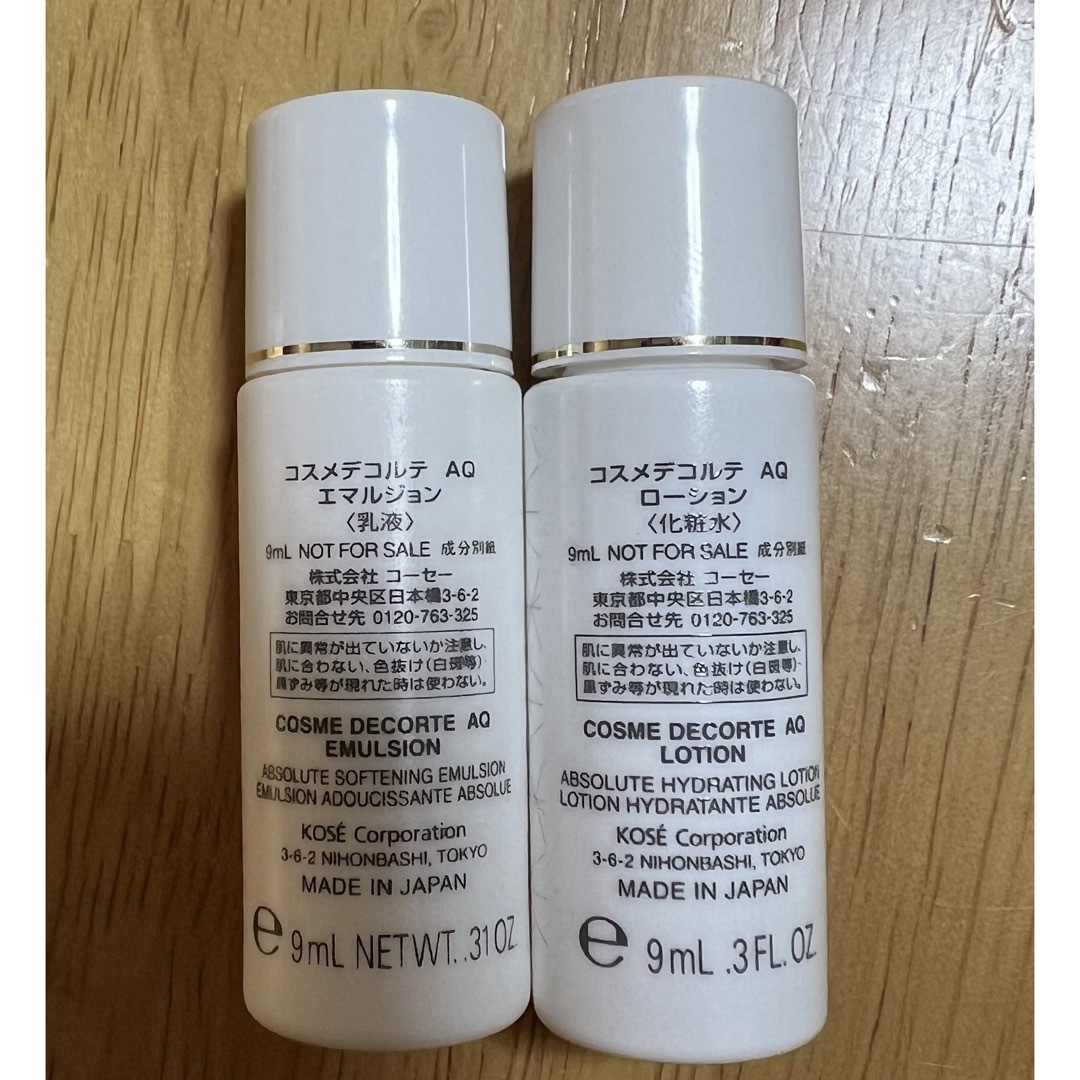 コスメデコルテ AQ
エマルジョン
〈乳液〉
9mL NOT FOR SALE 成分別紙
株式会社 コーセー
東京都中央区日本橋3-6-2
お問合せ先 0120-763-325
肌に異常が出ていないか注意し、
肌に合わない、色抜け(白斑等)
黒ずみ等が現れた時は使わない。
COSME DECORTE AQ
EMULSION
ABSOLUTE SOFTENING EMULSION
ÉMULSION ADOUCISSANTE ABSOLUE
KOSÉ Corporation
3-6-2 NIHONBASHI, TOKYO
MADE IN JAPAN
e 9mL NETWT. .31 OZ.
コスメデコルテ AQ
ローション
〈化粧水〉
9mL NOT FOR SALE 成分別紙
株式会社 コーセー
東京都中央区日本橋3-6-2
お問合せ先 0120-763-325
肌に異常が出ていないか注意し、
肌に合わない、色抜け(白斑等)、
黒ずみ等が現れた時は使わない。
COSME DECORTE AQ
LOTION
ABSOLUTE HYDRATING LOTION
LOTION HYDRATANTE ABSOLUE
KOSÉ Corporation
3-6-2 NIHONBASHI, TOKYO
MADE IN JAPAN
e 9mL .3 FL. OZ.